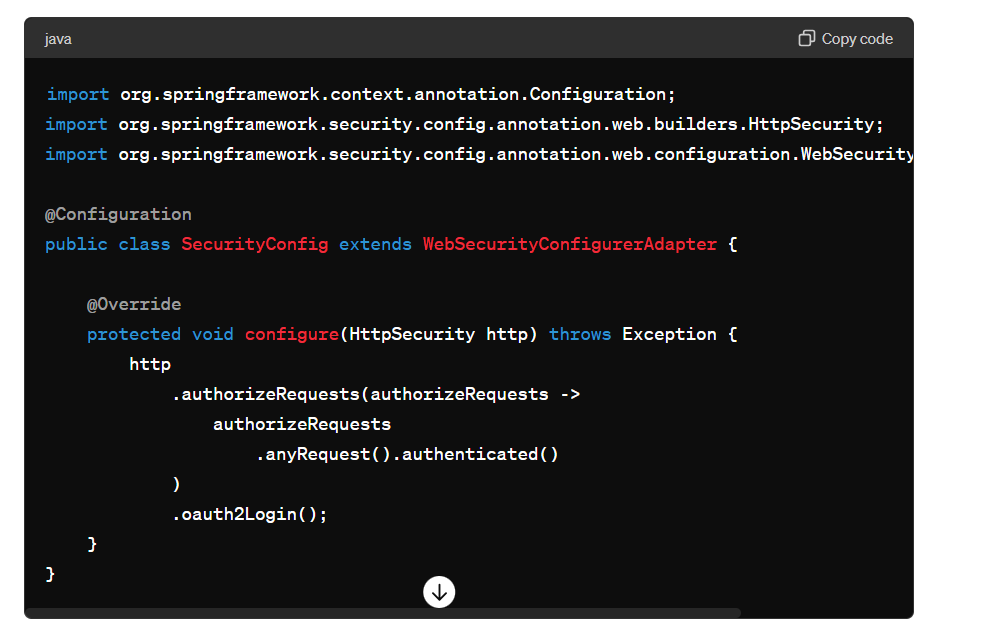 java
Copy code
import org.springframework.context.annotation.Configuration;
import org.springframework.security.config.annotation.web.builders.HttpSecurity;
import org.springframework.security.config.annotation.web.configuration.WebSecurity
@Configuration
public class SecurityConfig extends WebSecurityConfigurerAdapter {
@Override
protected void configure(HttpSecurity http) throws Exception {
http
.authorizeRequests(authorizeRequests ->
authorizeRequests
.anyRequest().authenticated()
)
.oauth2Login();
}
}